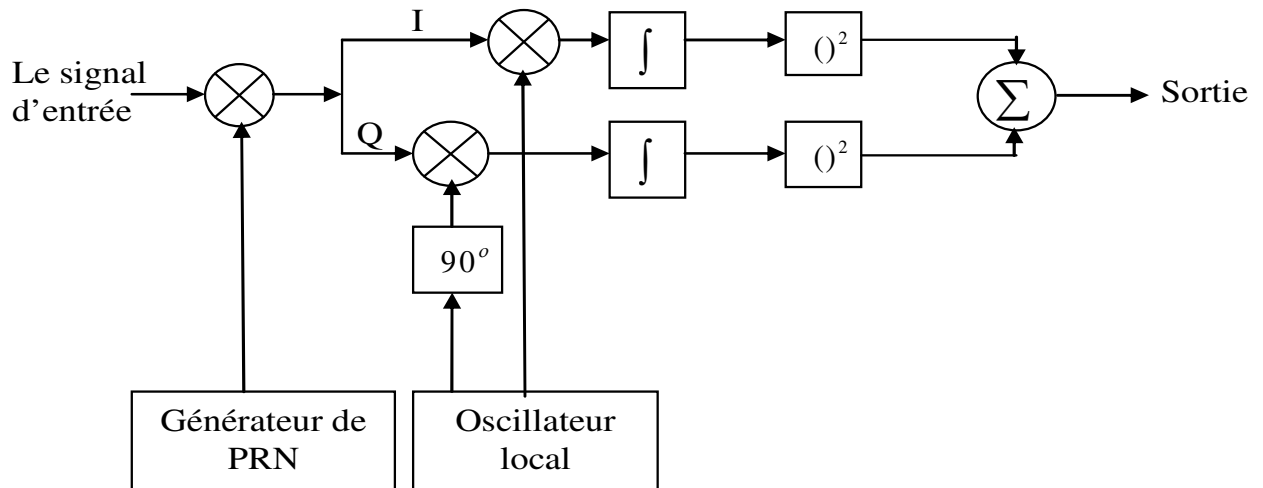 I
Le signal
d’entrée
∫
()²
Σ
Sortie
Q
∫
()²
90°
Générateur de
PRN
Oscillateur
local